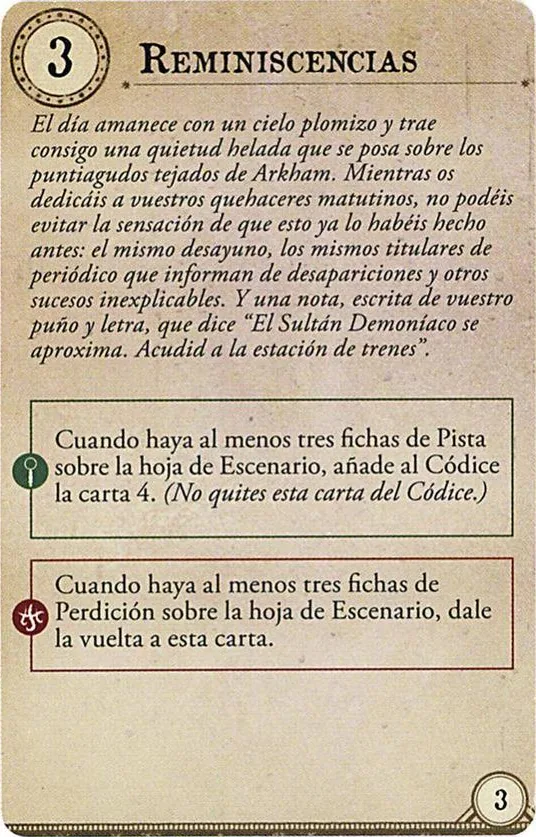 3
REMINISCENCIAS
El día amanece con un cielo plomizo y trae
consigo una quietud helada que se posa sobre los
puntiagudos tejados de Arkham. Mientras os
dedicáis a vuestros quehaceres matutinos, no podéis
evitar la sensación de que esto ya lo habéis hecho
antes: el mismo desayuno, los mismos titulares de
periódico que informan de desapariciones y otros
sucesos inexplicables. Y una nota, escrita de vuestro
puño y letra, que dice “El Sultán Demoníaco se
aproxima. Acudid a la estación de trenes”.
Cuando haya al menos tres fichas de Pista
sobre la hoja de Escenario, añade al Códice
la carta 4. (No quites esta carta del Códice.)
Cuando haya al menos tres fichas de
Perdición sobre la hoja de Escenario, dale
la vuelta a esta carta.
3